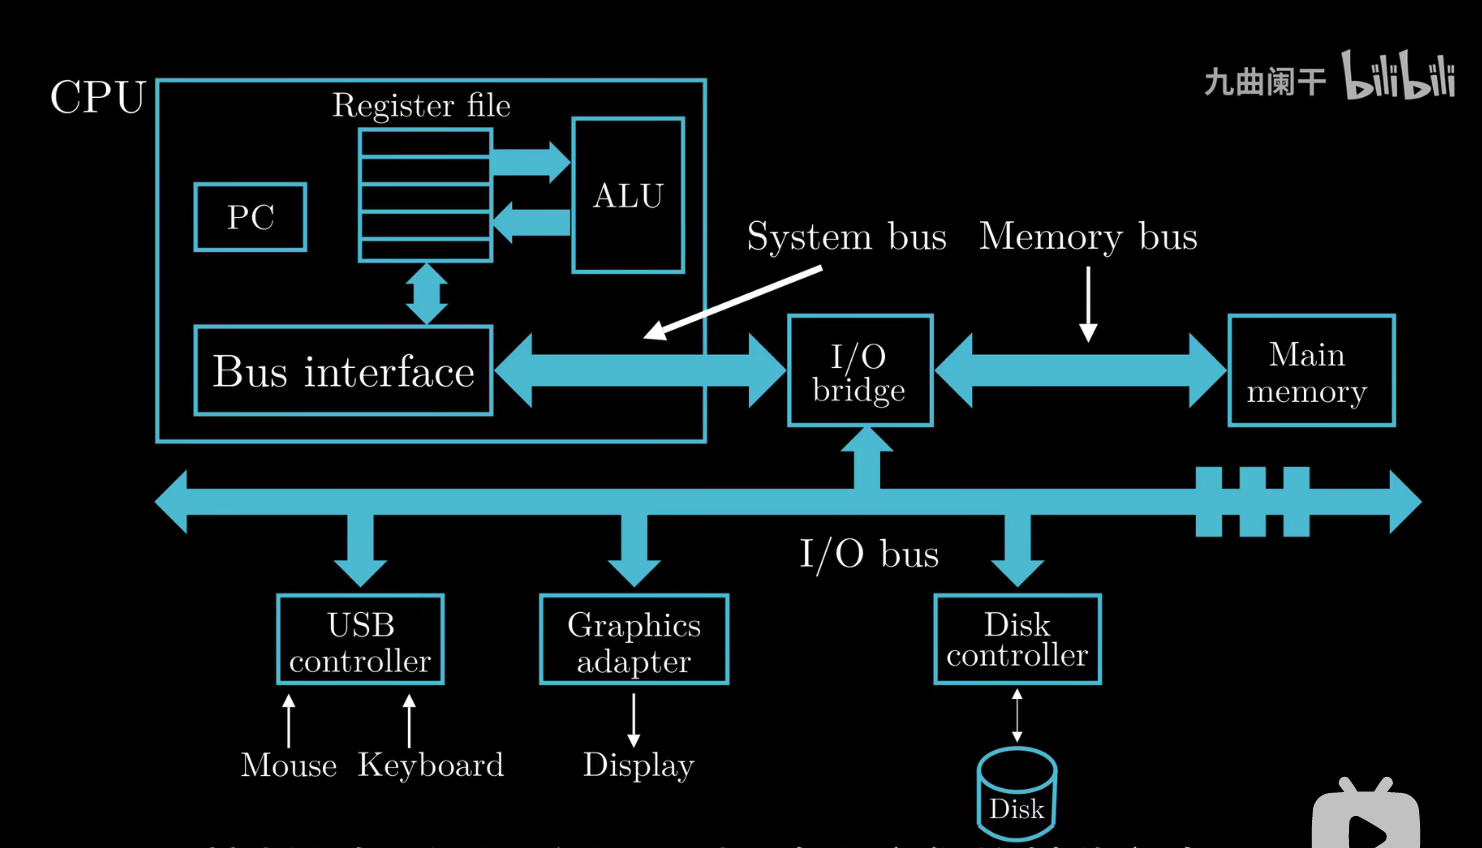 九曲阑干 bilibili
CPU
Register file
PC
ALU
System bus
Memory bus
Bus interface
I/O
bridge
Main
memory
I/O bus
USB
controller
Graphics
adapter
Disk
controller
Mouse
Keyboard
Display
Disk